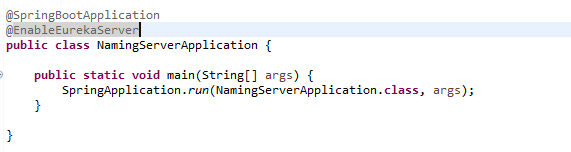 @SpringBootApplication
@EnableEurekaServer
public class NamingServerApplication {
public static void main(String[] args) {
SpringApplication.run(NamingServerApplication.class, args);
}
}